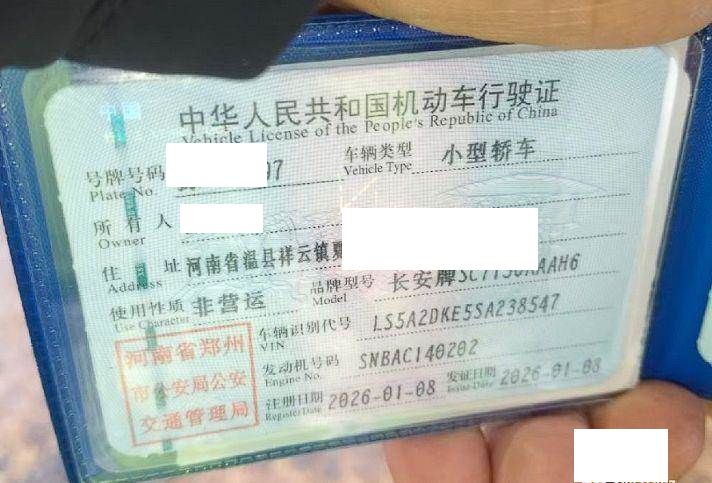 中华人民共和国机动车行驶证
Vehicle License of the People's Republic of China
号牌号码 07 车辆类型 小型轿车
Plate No. Vehicle Type
所有人
Owner
住址 河南省温县祥云镇
Address
使用性质 非营运 品牌型号 长安牌
Use Character Model
河南省郑州
市公安局公安
交通管理局
车辆识别代号 LS5A2DKE5SA238547
VIN
发动机号码 SNBAC140202
Engine No.
注册日期 2026-01-08 发证日期 2026-01-08
Register Date Issue Date